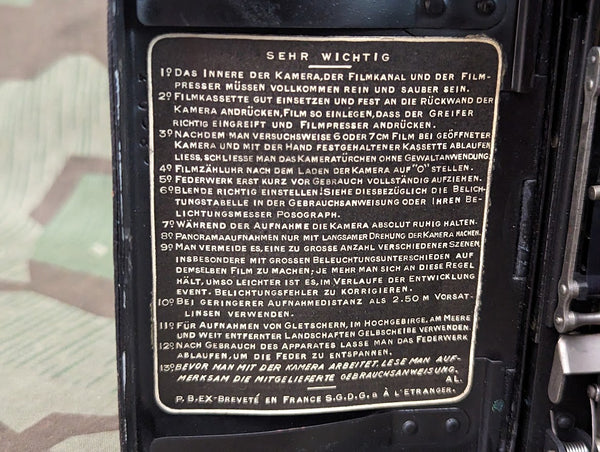 SEHR WICHTIG
1º DAS INNERE DER KAMERA, DER FILMKANAL UND DER FILM-
PRESSER MÜSSEN VOLLKOMMEN REIN UND SAUBER SEIN.
2º FILMKASSETTE GUT EINSETZEN UND FEST AN DIE RÜCKWAND DER
KAMERA ANDRÜCKEN, FILM SO EINLEGEN, DASS DER GREIFER
RICHTIG EINGREIFT UND FILMPRESSER ANDRÜCKEN.
3º NACHDEM MAN VERSUCHSWEISE 6 ODER 7 CM FILM BEI GEÖFFNETER
KAMERA UND MIT DER HAND FESTGEHALTENER KASSETTE ABLAUFEN
LIESS, SCHLIESSE MAN DAS KAMERATÜRCHEN OHNE GEWALTANWENDUNG.
4º FILMZÄHLUHR NACH DEM LADEN DER KAMERA AUF "O" STELLEN.
5º FEDERWERK ERST KURZ VOR GEBRAUCH VOLLSTÄNDIG AUFZIEHEN.
6º BLENDE RICHTIG EINSTELLEN! SIEHE DIESBEZÜGLICH DIE BELICH-
TUNGSTABELLE IN DER GEBRAUCHSANWEISUNG ODER IHREN BE-
LICHTUNGSMESSER POSOGRAPH.
7º WÄHREND DER AUFNAHME DIE KAMERA ABSOLUT RUHIG HALTEN.
8º PANORAMAAUFNAHMEN NUR MIT LANGSAMER DREHUNG DER KAMERA MACHEN.
9º MAN VERMEIDE ES, EINE ZU GROSSE ANZAHL VERSCHIEDENER SZENEN,
INSBESONDERE MIT GROSSEN BELEUCHTUNGSUNTERSCHIEDEN AUF
DEMSELBEN FILM ZU MACHEN; JE MEHR MAN SICH AN DIESE REGEL
HÄLT, UMSO LEICHTER IST ES, IM VERLAUFE DER ENTWICKLUNG
EVENT. BELICHTUNGSFEHLER ZU KORRIGIEREN.
10º BEI GERINGERER AUFNAHMEDISTANZ ALS 2.50 M VORSAT-
LINSEN VERWENDEN.
11º FÜR AUFNAHMEN VON GLETSCHERN, IM HOCHGEBIRGE, AM MEERE
UND WEIT ENTFERNTER LANDSCHAFTEN GELBSCHEIBE VERWENDEN.
12º NACH GEBRAUCH DES APPARATES LASSE MAN DAS FEDERWERK
ABLAUFEN, UM DIE FEDER ZU ENTSPANNEN.
13º BEVOR MAN MIT DER KAMERA ARBEITET, LESE MAN AUF-
MERKSAM DIE MITGELIEFERTE GEBRAUCHSANWEISUNG.
AL.
P.B.EX-BREVETÉ EN FRANCE S.G.D.G. & À L'ETRANGER.